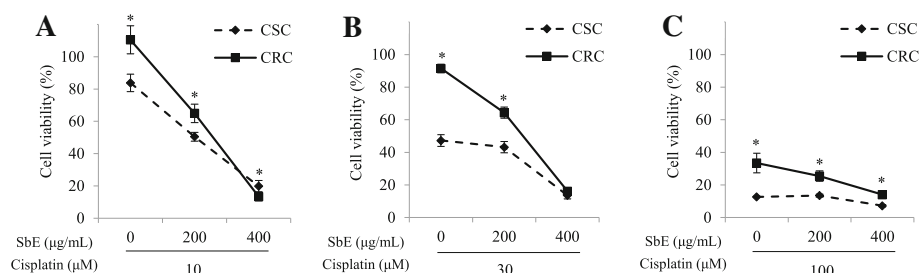 A
CSC
CRC
*
*
*
Cell viability (%)
100
80
60
40
20
0
0 200 400
SbE (μg/mL)
Cisplatin (μM)
10
B
CSC
CRC
*
*
Cell viability (%)
100
80
60
40
20
0
0 200 400
SbE (μg/mL)
Cisplatin (μM)
30
C
CSC
CRC
*
*
*
Cell viability (%)
100
80
60
40
20
0
0 200 400
SbE (μg/mL)
Cisplatin (μM)
100